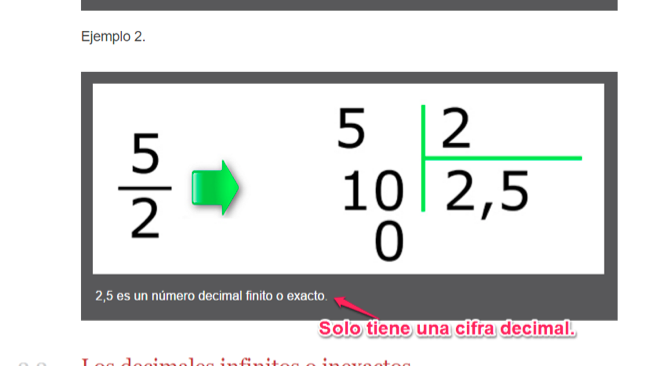 Ejemplo 2.
5 5 2
2 10 2,5
0
2,5 es un número decimal finito o exacto.
Solo tiene una cifra decimal.
Los decimales infinitos o inexactos